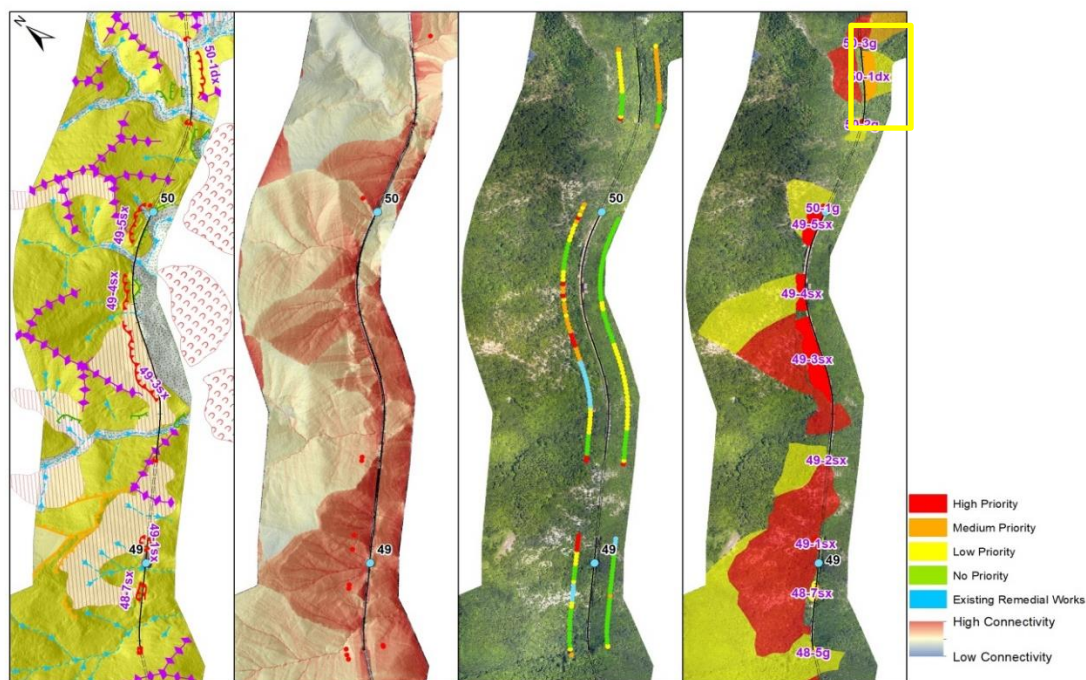 N
50-1dx
50
49-5sx
49-4sx
49-3sx
49
49-1sx
48-7sx
50
49
50
49
50-3g
50-1dx
50-2g
50-1g
49-5sx
49-4sx
49-3sx
49-2sx
49-1sx
49
48-7sx
48-5g
High Priority
Medium Priority
Low Priority
No Priority
Existing Remedial Works
High Connectivity
Low Connectivity